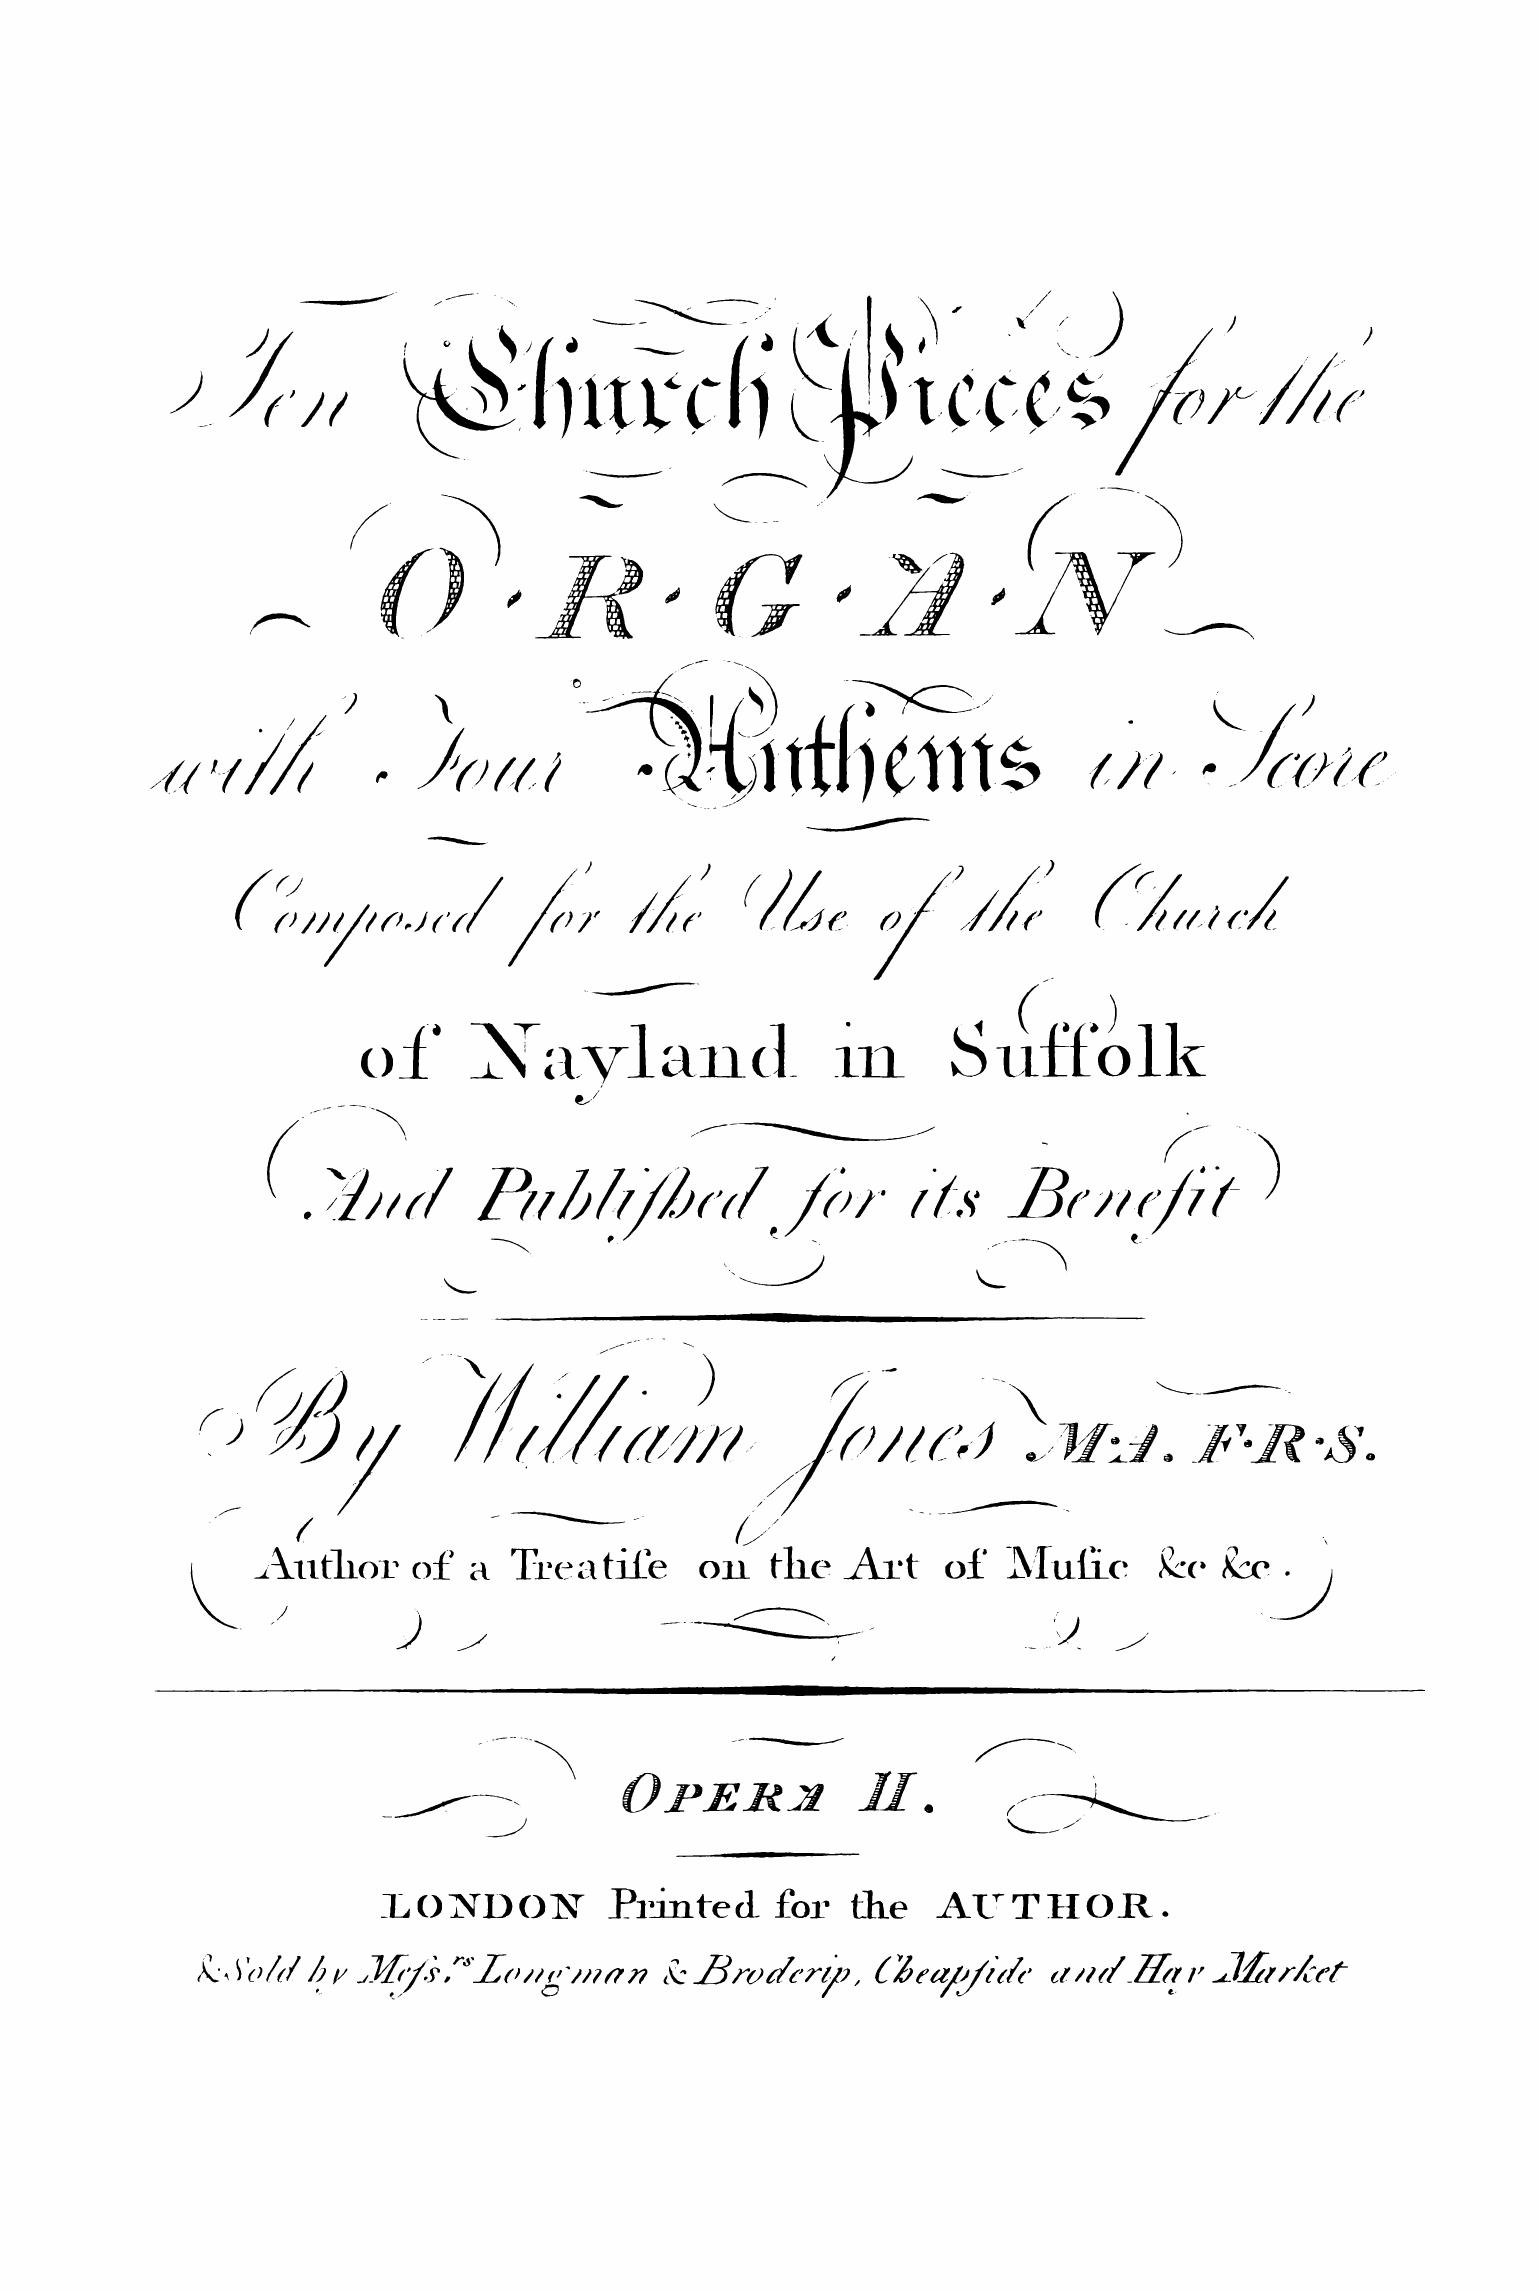 Ten Church Pieces for the
O·R·G·A·N
with Four Anthems in Score
Composed for the Use of the Church
of Nayland in Suffolk
And Publiſhed for its Benefit
By William Jones M·A. F·R·S.
Author of a Treatiſe on the Art of Muſic &c &c.
OPERA II.
LONDON Printed for the AUTHOR.
& Sold by Meſs.rs Longman & Broderip, Cheapſide and Hay Market